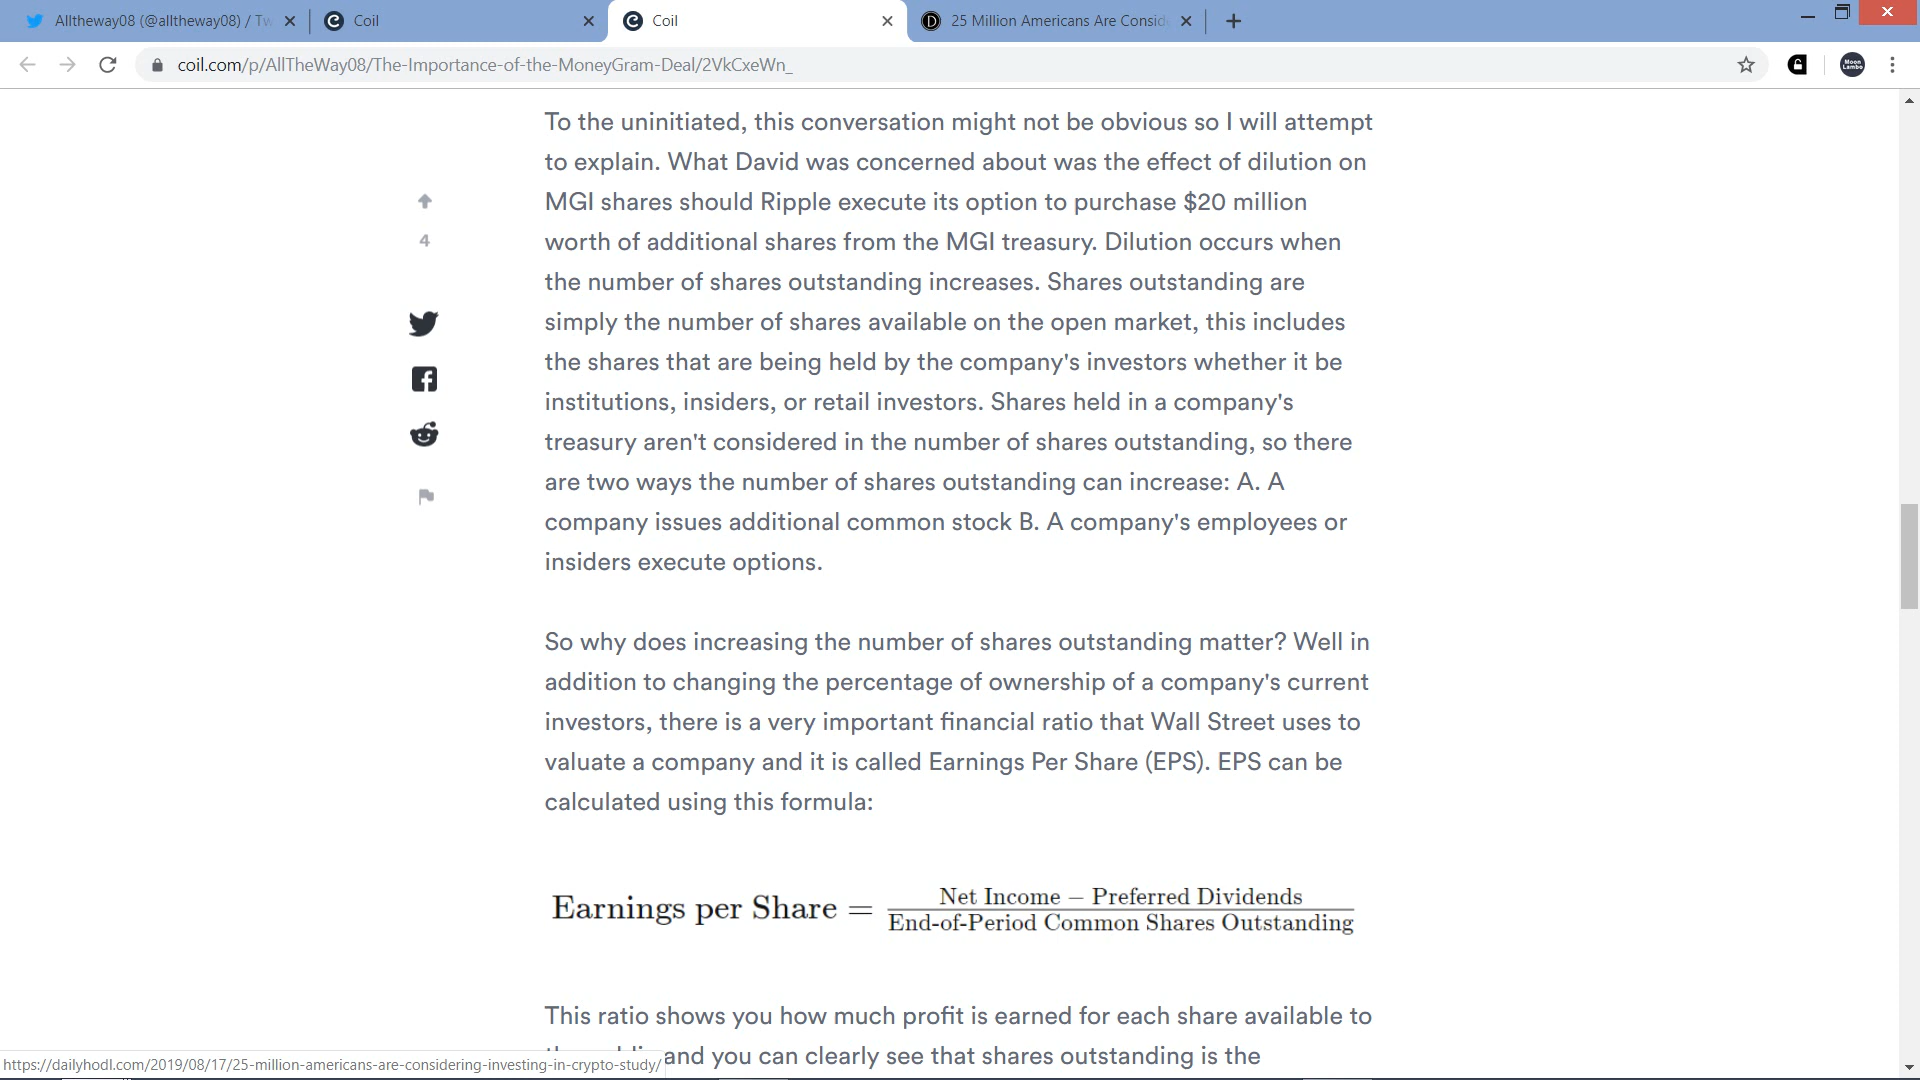 Alltheway08 (@alltheway08) / Tw
Coil
Coil
25 Million Americans Are Consid
coil.com/p/AllTheWay08/The-Importance-of-the-MoneyGram-Deal/2VkCxeWn_
Moon Lambo
To the uninitiated, this conversation might not be obvious so I will attempt
to explain. What David was concerned about was the effect of dilution on
MGI shares should Ripple execute its option to purchase $20 million
4
worth of additional shares from the MGI treasury. Dilution occurs when
the number of shares outstanding increases. Shares outstanding are
simply the number of shares available on the open market, this includes
the shares that are being held by the company's investors whether it be
institutions, insiders, or retail investors. Shares held in a company's
treasury aren't considered in the number of shares outstanding, so there
are two ways the number of shares outstanding can increase: A. A
company issues additional common stock B. A company's employees or
insiders execute options.
So why does increasing the number of shares outstanding matter? Well in
addition to changing the percentage of ownership of a company's current
investors, there is a very important financial ratio that Wall Street uses to
valuate a company and it is called Earnings Per Share (EPS). EPS can be
calculated using this formula:
Earnings per Share = Net Income − Preferred Dividends
End-of-Period Common Shares Outstanding
This ratio shows you how much profit is earned for each share available to
and you can clearly see that shares outstanding is the
https://dailyhodl.com/2019/08/17/25-million-americans-are-considering-investing-in-crypto-study/